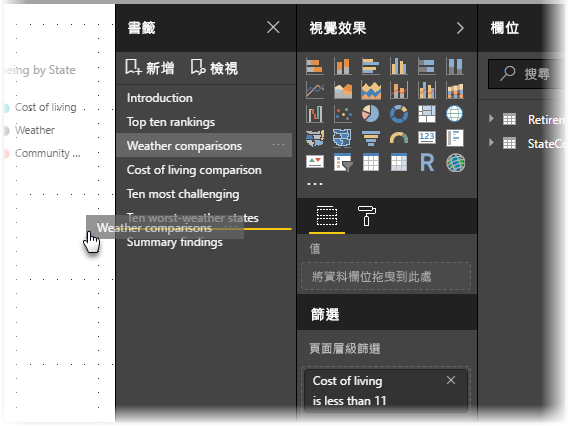 being by State
Cost of living
Weather
Community ...
書籤
新增
檢視
Introduction
Top ten rankings
Weather comparisons
Cost of living comparison
Ten most challenging
Ten worst-weather states
Weather comparisons
Summary findings
視覺效果
123
R
值
將資料欄位拖曳到此處
篩選
頁面層級篩選
Cost of living
is less than 11
欄位
搜尋
Retirem
StateCo